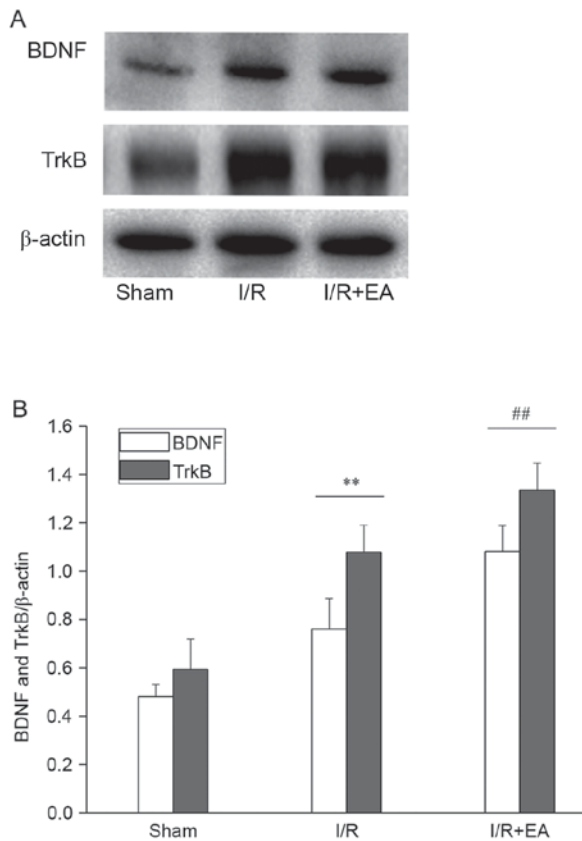 A
BDNF
TrkB
β-actin
Sham I/R I/R+EA
B
1.6
1.4
1.2
1.0
0.8
0.6
0.4
0.2
0.0
BDNF and TrkB/β-actin
BDNF
TrkB
**
##
Sham I/R I/R+EA